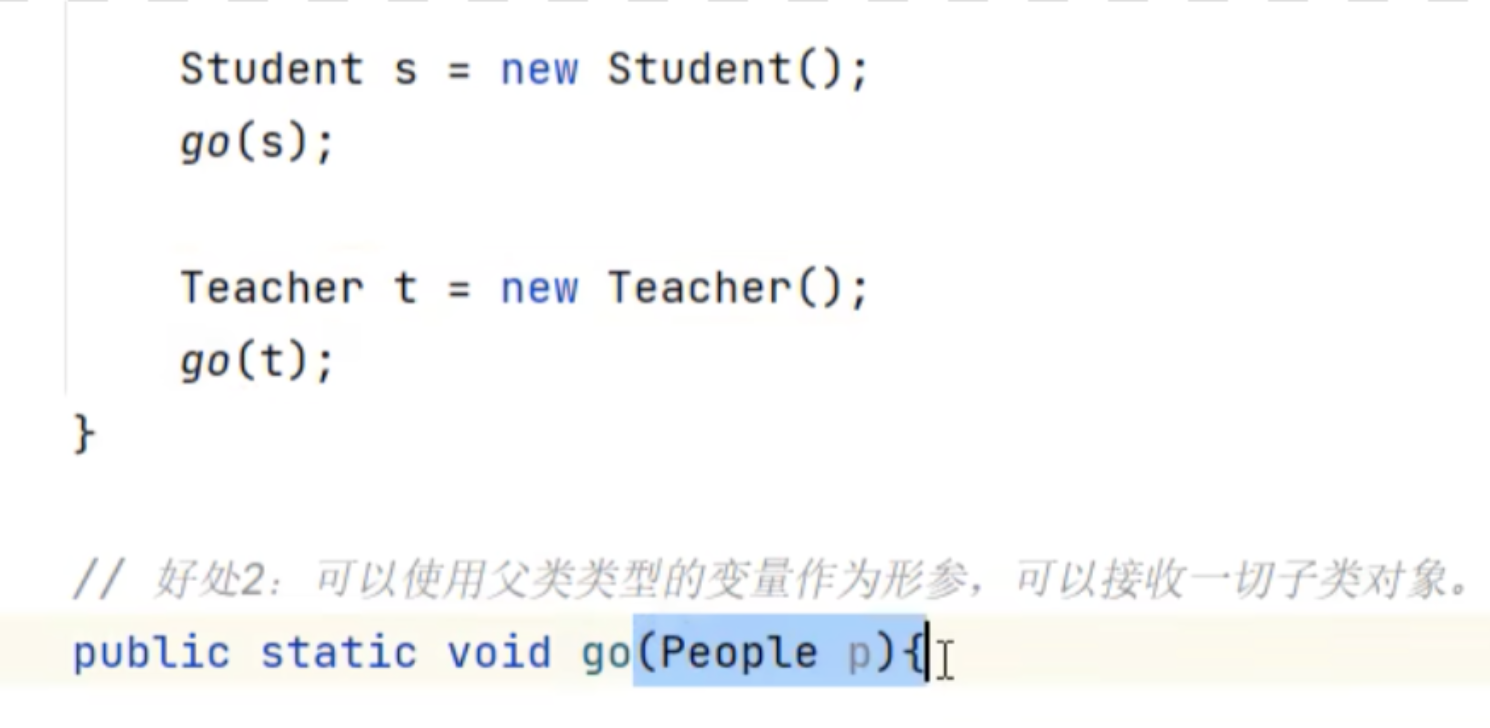 Student s = new Student();
go(s);
Teacher t = new Teacher();
go(t);
}
// 好处2：可以使用父类类型的变量作为形参，可以接收一切子类对象。
public static void go(People p){